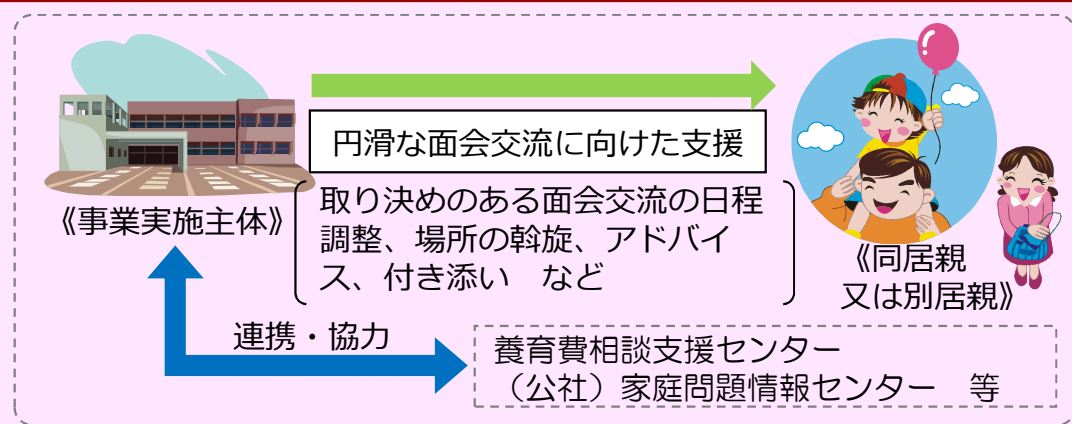 円滑な面会交流に向けた支援
取り決めのある面会交流の日程
調整、場所の斡旋、アドバイ
ス、付き添い　など
《事業実施主体》
《同居親
又は別居親》
連携・協力
養育費相談支援センター
（公社）家庭問題情報センター　等